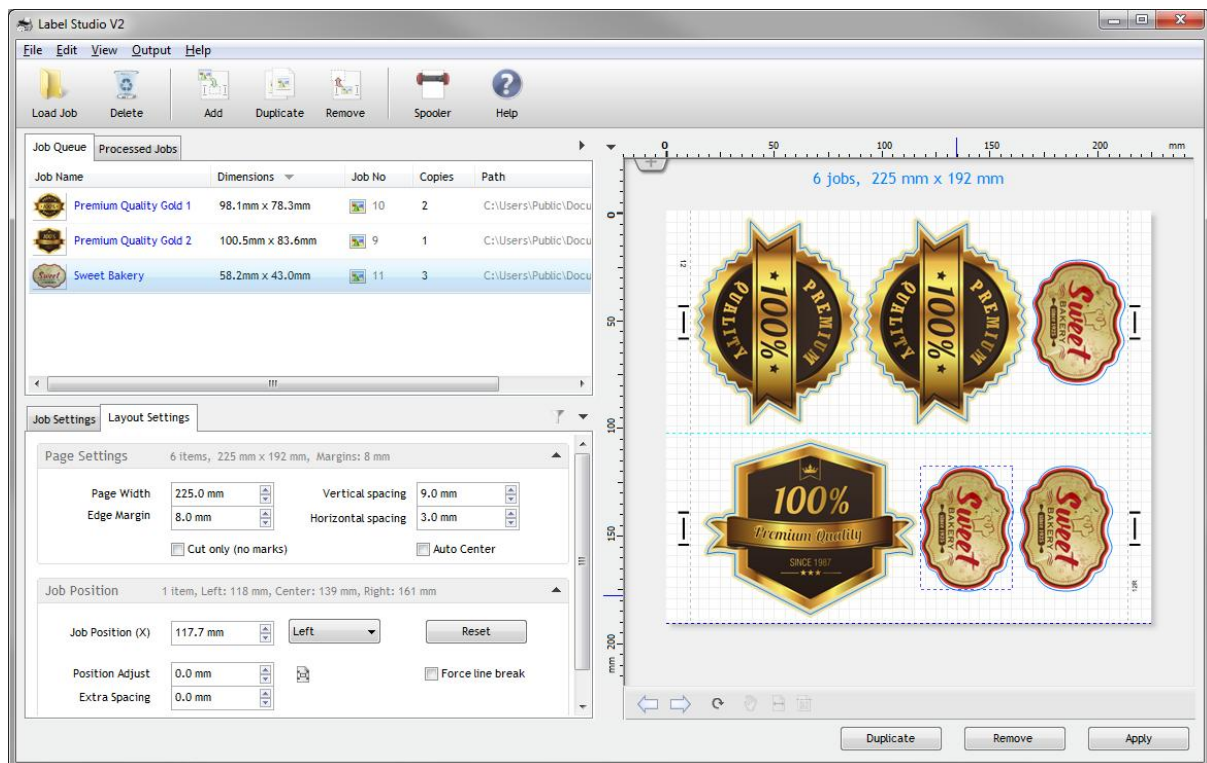 Label Studio V2
File Edit View Output Help
Load Job Delete Add Duplicate Remove Spooler Help
Job Queue Processed Jobs
Job Name Dimensions Job No Copies Path
Premium Quality Gold 1 98.1mm x 78.3mm 10 2 C:\Users\Public\Docu
Premium Quality Gold 2 100.5mm x 83.6mm 9 1 C:\Users\Public\Docu
Sweet Bakery 58.2mm x 43.0mm 11 3 C:\Users\Public\Docu
Job Settings Layout Settings
Page Settings 6 items, 225 mm x 192 mm, Margins: 8 mm
Page Width 225.0 mm Vertical spacing 9.0 mm
Edge Margin 8.0 mm Horizontal spacing 3.0 mm
Cut only (no marks) Auto Center
Job Position 1 item, Left: 118 mm, Center: 139 mm, Right: 161 mm
Job Position (X) 117.7 mm Left Reset
Position Adjust 0.0 mm Force line break
Extra Spacing 0.0 mm
0 50 100 150 200 mm
6 jobs, 225 mm x 192 mm
0 50 100 150 200 mm
12
PREMIUM
100%
QUALITY
PREMIUM
100%
QUALITY
Sweet
BAKERY
100%
Premium Quality
SINCE 1987
Sweet
BAKERY
Sweet
BAKERY
12R
Duplicate Remove Apply